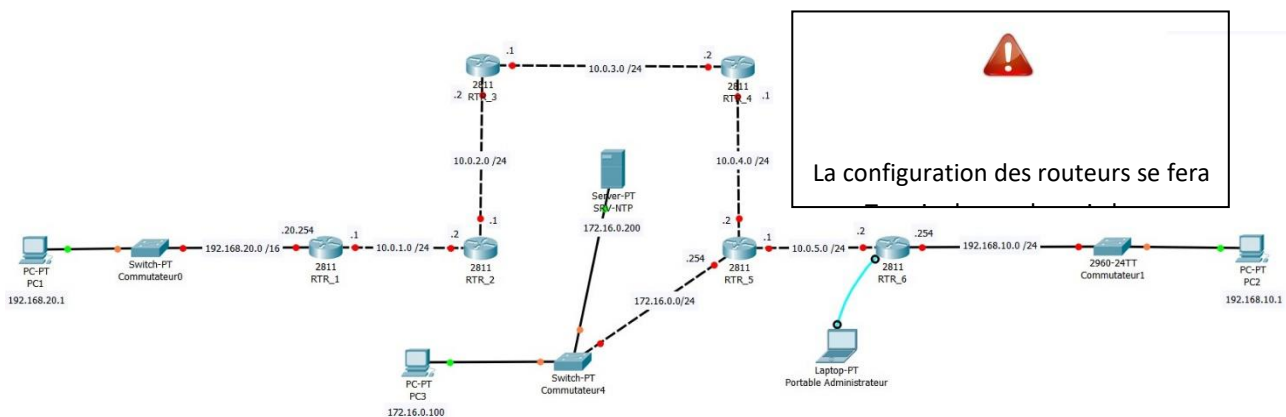 .1
10.0.3.0 /24
.2
2811
RTR_3
2811
RTR_4
.2
.1
La configuration des routeurs se fera
10.0.2.0 /24
10.0.4.0 /24
Server-PT
SRV-NTP
172.16.0.200
.1
.2
.20.254
.1
.2
.254
.1
.2
.254
192.168.20.0 /16
10.0.1.0 /24
10.0.5.0 /24
192.168.10.0 /24
PC-PT
PC1
192.168.20.1
Switch-PT
Commutateur0
2811
RTR_1
2811
RTR_2
2811
RTR_5
2811
RTR_6
2960-24TT
Commutateur1
PC-PT
PC2
192.168.10.1
172.16.0.0/24
PC-PT
PC3
172.16.0.100
Switch-PT
Commutateur4
Laptop-PT
Portable Administrateur